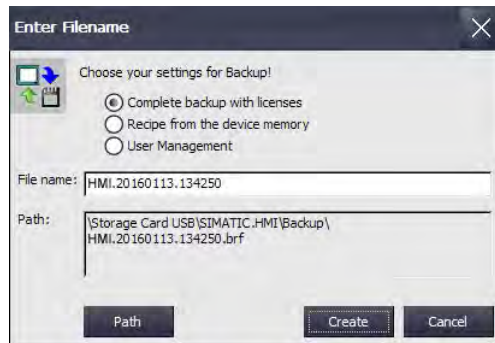 Enter Filename
Choose your settings for Backup!
Complete backup with licenses
Recipe from the device memory
User Management
File name: HMI.20160113.134250
Path: \Storage Card USB\SIMATIC.HMI\Backup\
HMI.20160113.134250.brf
Path Create Cancel